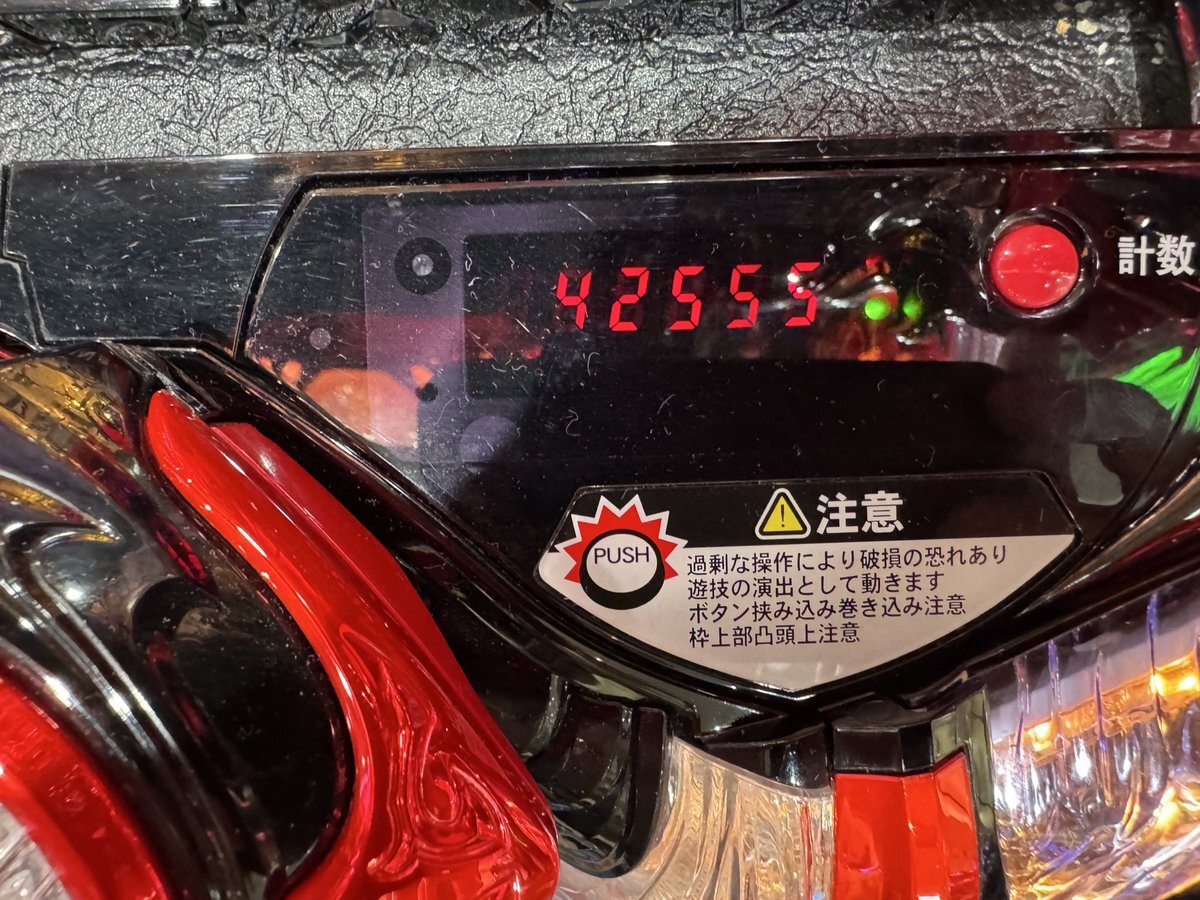 42555
計数
注意
PUSH
過剰な操作により破損の恐れあり
遊技の演出として動きます
ボタン挟み込み巻き込み注意
枠上部凸頭上注意